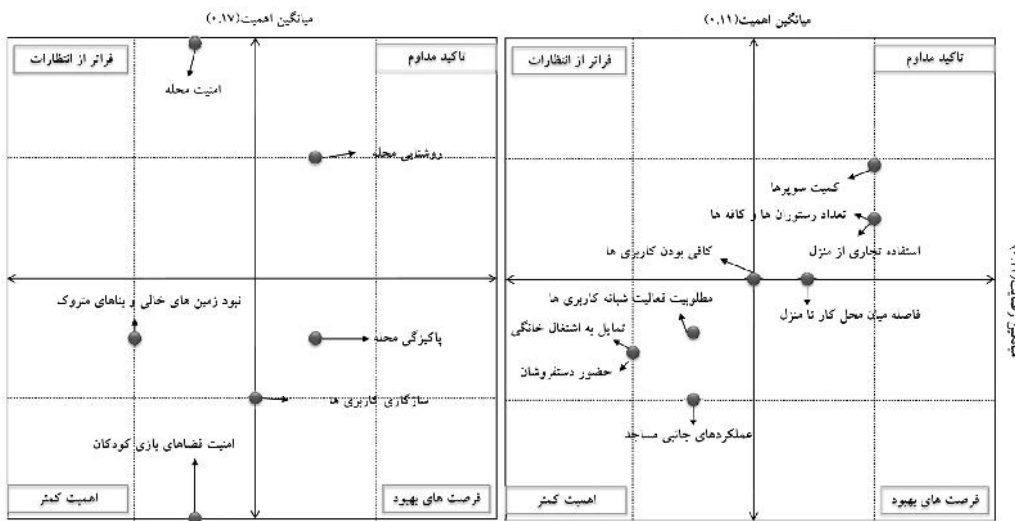 میانگین اهمیت(۰.۱۱)
تاکید مداوم
فراتر از انتظارات
کمیت سوپرها
تعداد رستوران ها و کافه ها
استفاده تجاری از منزل
کافی بودن کاربری ها
فاصله میان محل کار تا منزل
مطلوبیت فعالیت شبانه کاربری ها
تمایل به اشتغال خانگی
حضور دستفروشان
عملکردهای جانبی مساجد
فرصت های بهبود
اهمیت کمتر
میانگین اهمیت(۰.۱۷)
تاکید مداوم
فراتر از انتظارات
امنیت محله
روشنایی محله
نبود زمین های خالی و بناهای متروک
پاکیزگی محله
سازگاری کاربری ها
امنیت فضاهای بازی کودکان
فرصت های بهبود
اهمیت کمتر